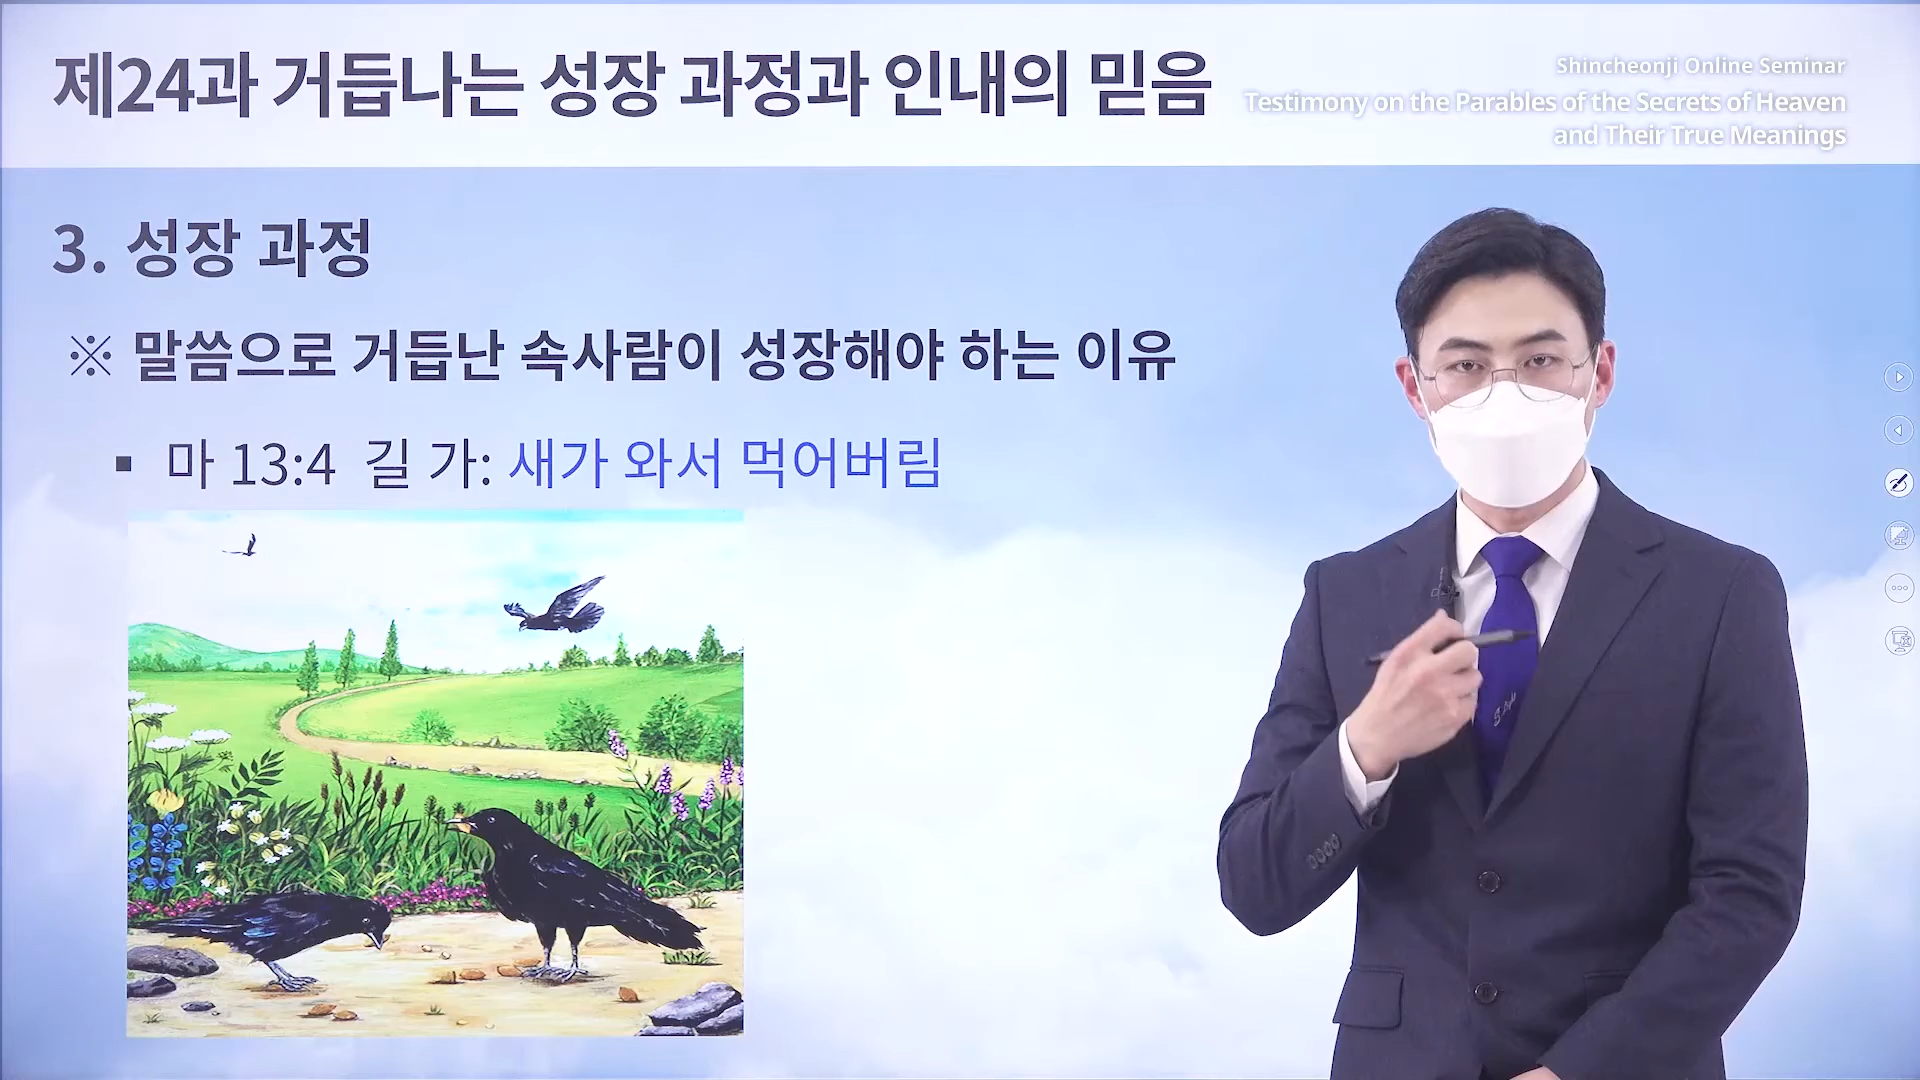 제24과 거듭나는 성장 과정과 인내의 믿음
Shincheonji Online Seminar
Testimony on the Parables of the Secrets of Heaven
and Their True Meanings
3. 성장 과정
※ 말씀으로 거듭난 속사람이 성장해야 하는 이유
▪ 마 13:4 길 가: 새가 와서 먹어버림